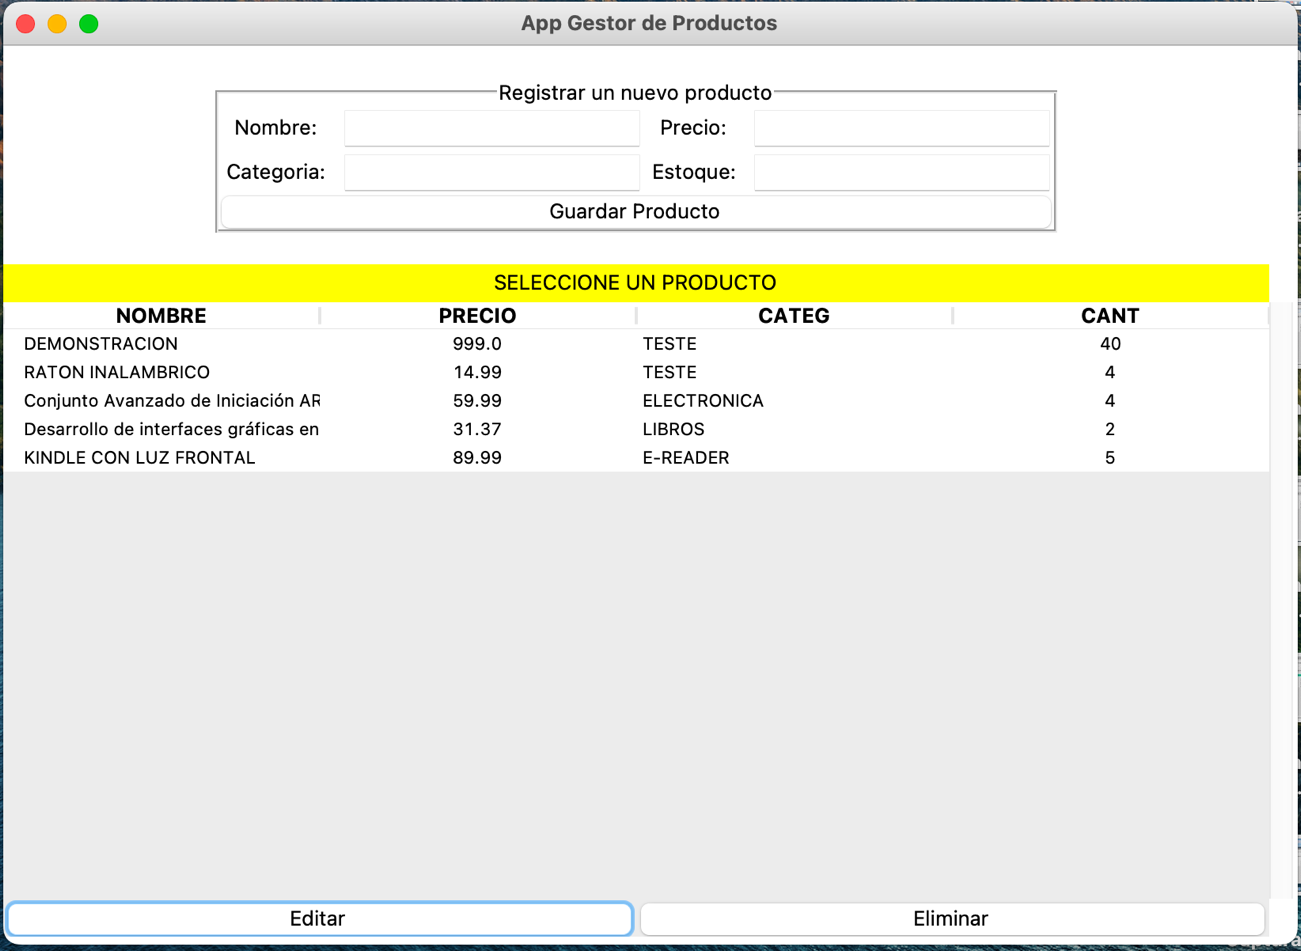 App Gestor de Productos
Registrar un nuevo producto
Nombre: Precio:
Categoria: Estoque:
Guardar Producto
SELECCIONE UN PRODUCTO
NOMBRE PRECIO CATEG CANT
DEMONSTRACION 999.0 TESTE 40
RATON INALAMBRICO 14.99 TESTE 4
Conjunto Avanzado de Iniciación AR 59.99 ELECTRONICA 4
Desarrollo de interfaces gráficas en 31.37 LIBROS 2
KINDLE CON LUZ FRONTAL 89.99 E-READER 5
Editar Eliminar